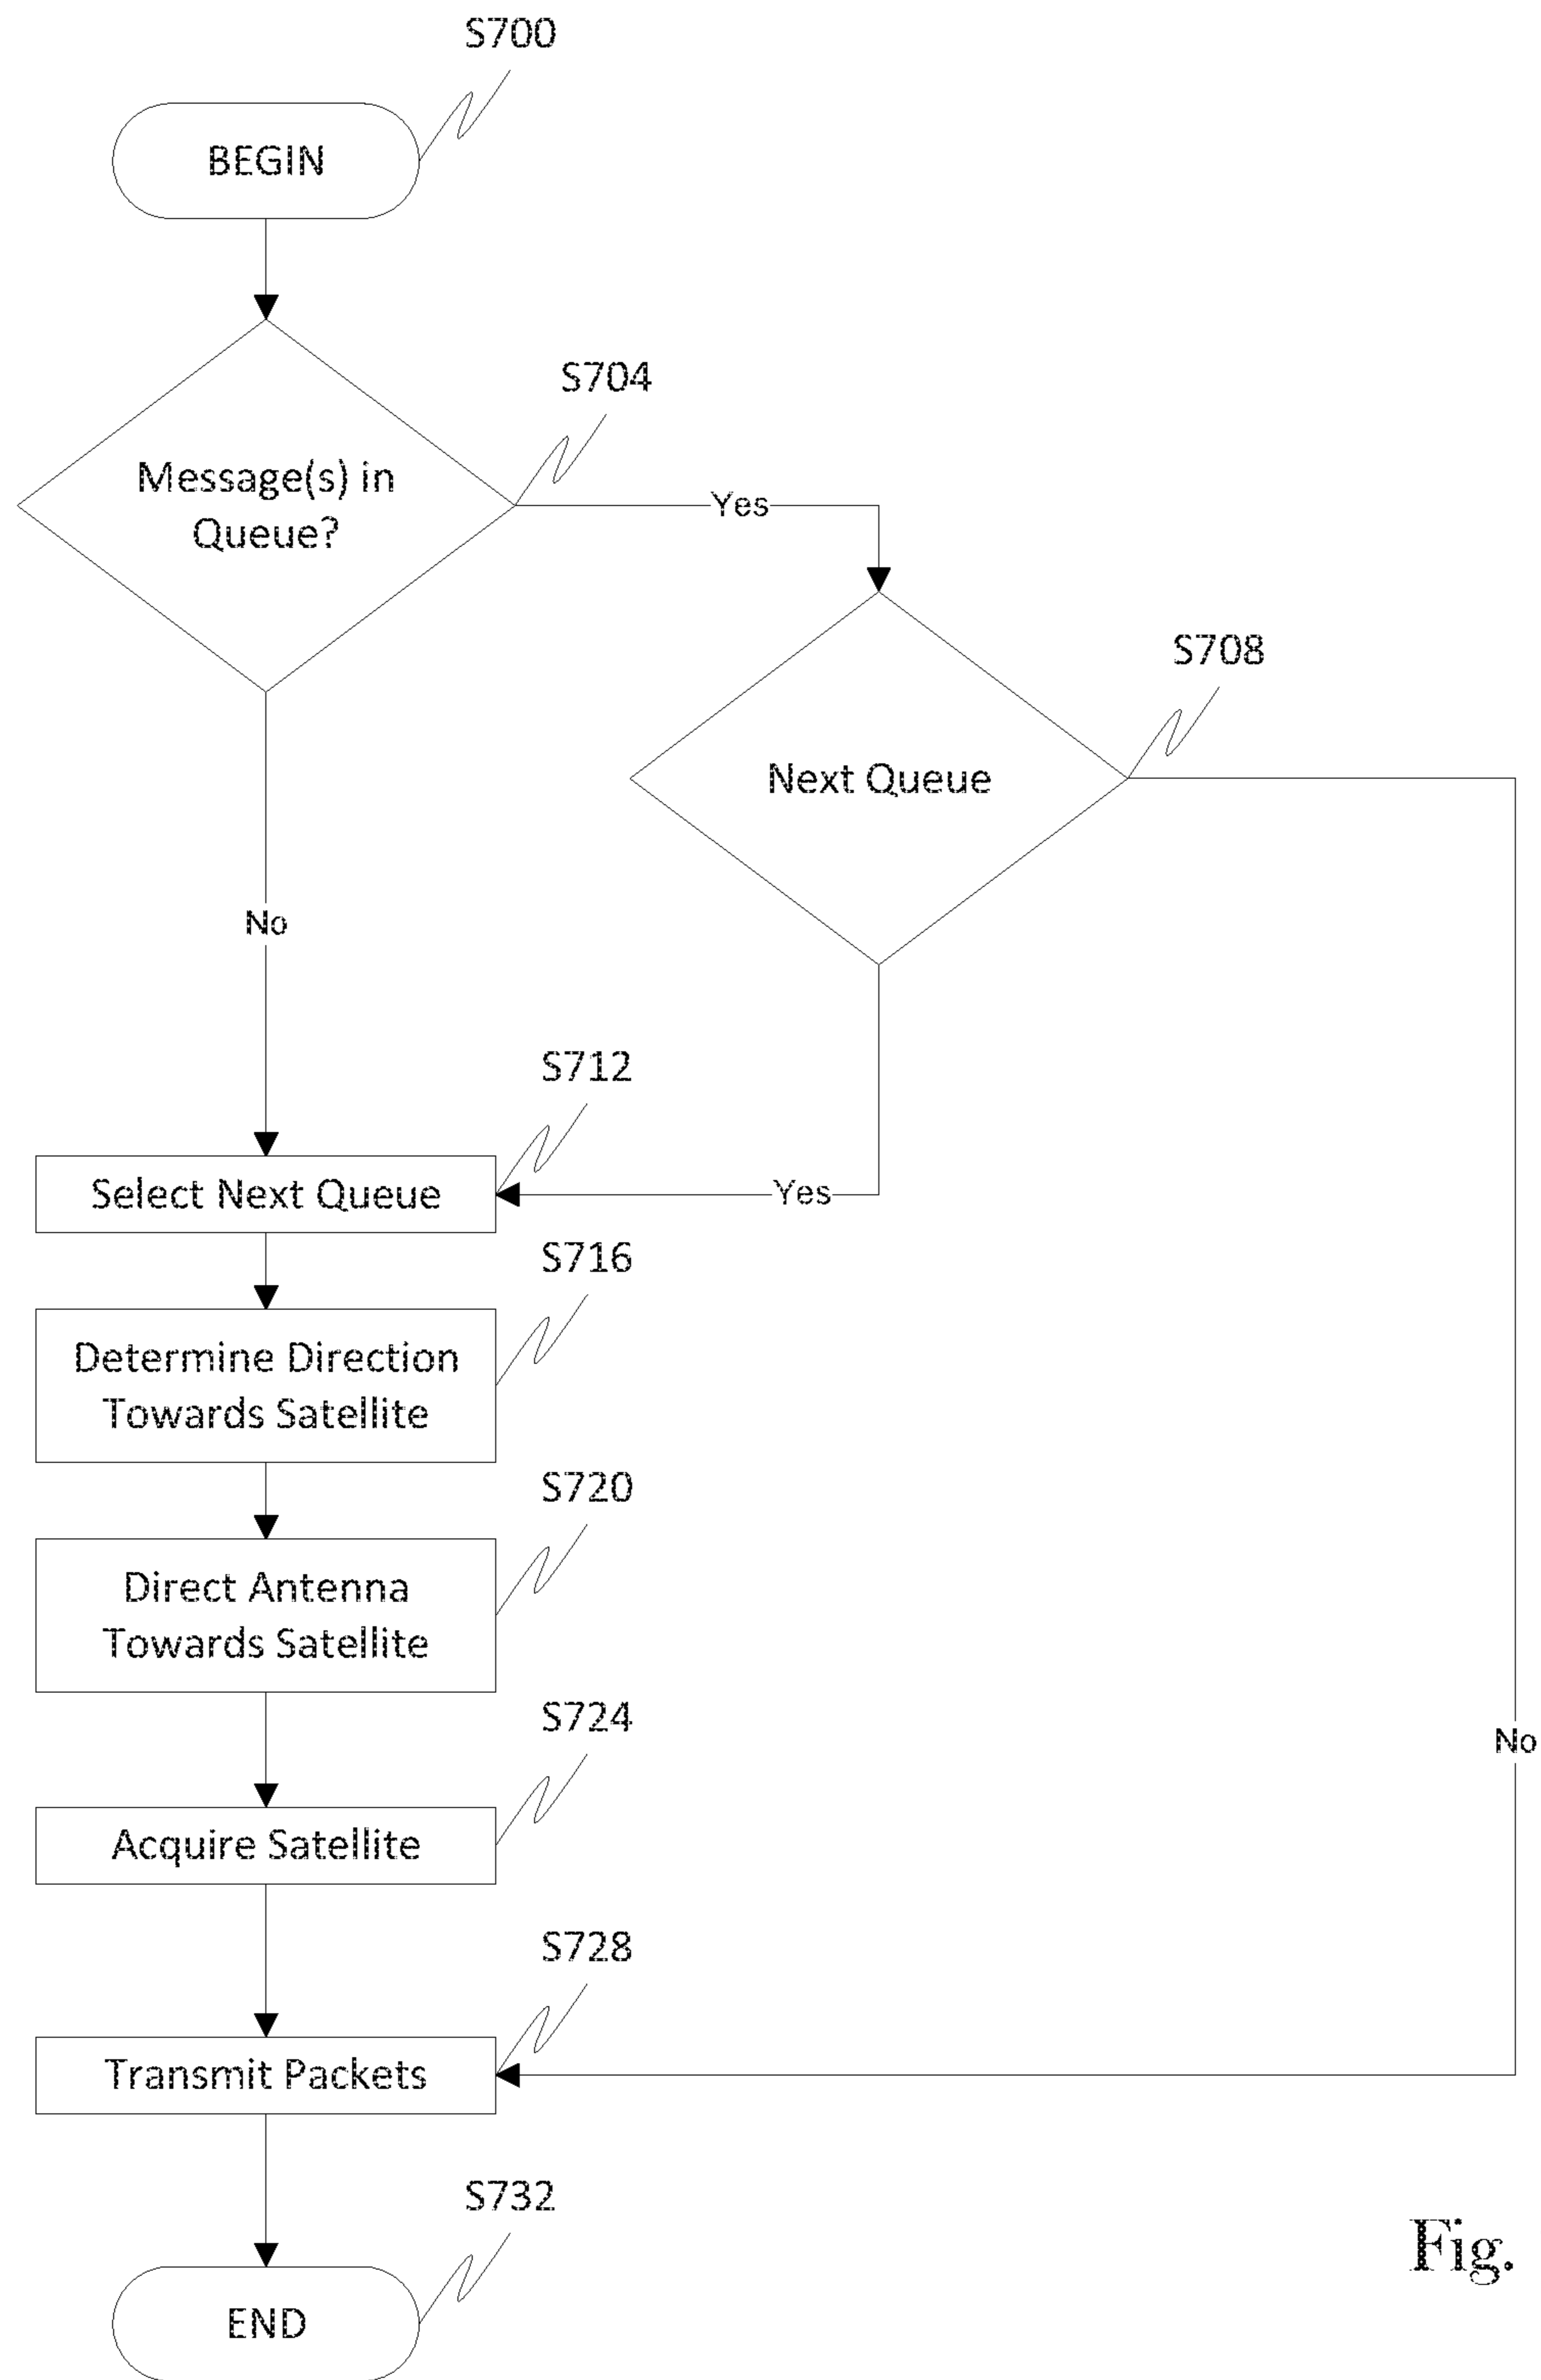 S700
BEGIN
S704
Message(s) in
Queue?
Yes
S708
Next Queue
No
S712
Select Next Queue
Yes
S716
Determine Direction
Towards Satellite
S720
Direct Antenna
Towards Satellite
S724
No
Acquire Satellite
S728
Transmit Packets
S732
Fig.
END